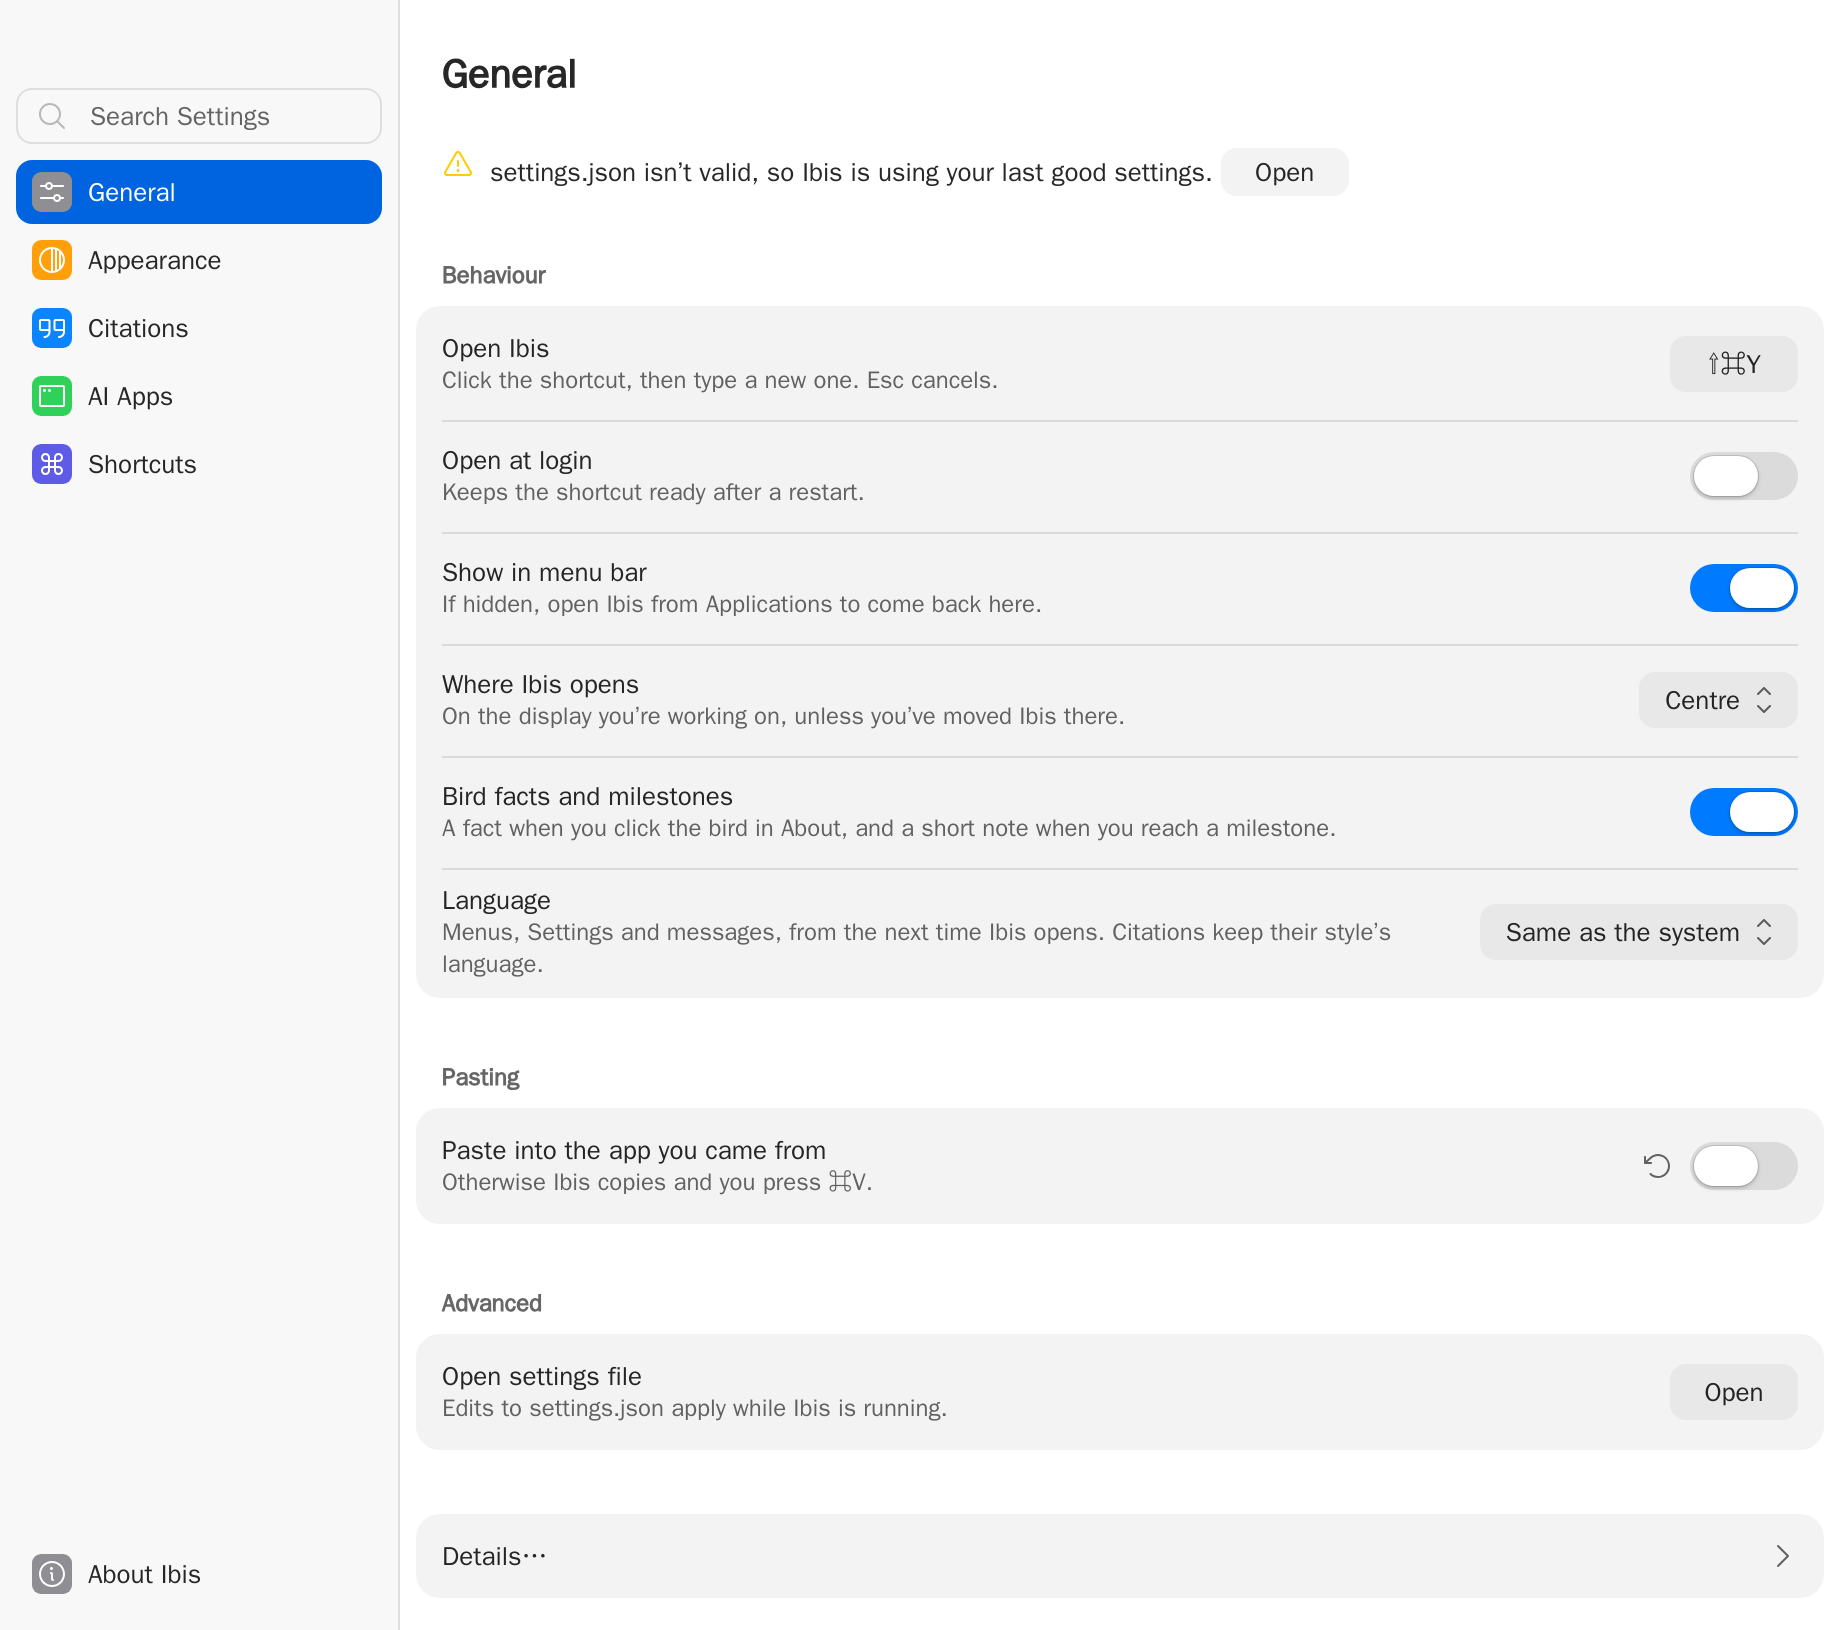 Search Settings
General
Appearance
Citations
AI Apps
Shortcuts
About Ibis
General
settings.json isn’t valid, so Ibis is using your last good settings. Open
Behaviour
Open Ibis
Click the shortcut, then type a new one. Esc cancels.
⇧⌘Y
Open at login
Keeps the shortcut ready after a restart.
Show in menu bar
If hidden, open Ibis from Applications to come back here.
Where Ibis opens
On the display you’re working on, unless you’ve moved Ibis there.
Centre
Bird facts and milestones
A fact when you click the bird in About, and a short note when you reach a milestone.
Language
Menus, Settings and messages, from the next time Ibis opens. Citations keep their style’s
language.
Same as the system
Pasting
Paste into the app you came from
Otherwise Ibis copies and you press ⌘V.
Advanced
Open settings file
Edits to settings.json apply while Ibis is running.
Open
Details…